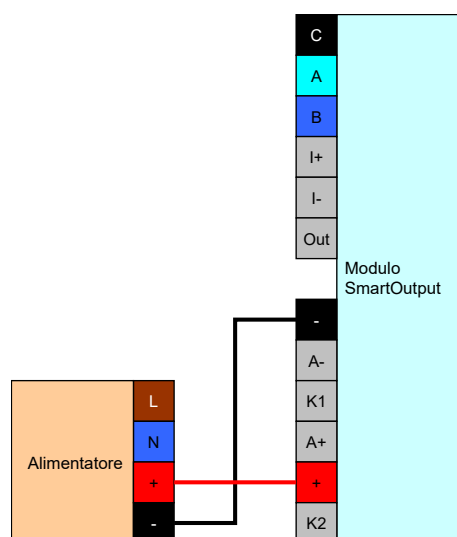 C
A
B
I+
I-
Out
Modulo
SmartOutput
-
A-
K1
A+
+
K2
Alimentatore
L
N
+
-